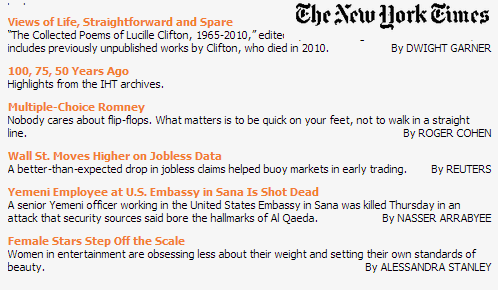 The New York Times
Views of Life, Straightforward and Spare
"The Collected Poems of Lucille Clifton, 1965-2010,"
includes previously unpublished works by Clifton, who died in 2010. By DWIGHT GARNER
100, 75, 50 Years Ago
Highlights from the IHT archives.
Multiple-Choice Romney
Nobody cares about flip-flops. What matters is to be quick on your feet, not to walk in a straight
line. By ROGER COHEN
Wall St. Moves Higher on Jobless Data
A better-than-expected drop in jobless claims helped buoy markets in early trading. By REUTERS
Yemeni Employee at U.S. Embassy in Sana Is Shot Dead
A senior Yemeni officer working in the United States Embassy in Sana was killed Thursday in an
attack that security sources said bore the hallmarks of Al Qaeda. By NASSER ARRABYEE
Female Stars Step Off the Scale
Women in entertainment are obsessing less about their weight and setting their own standards of
beauty. By ALESSANDRA STANLEY